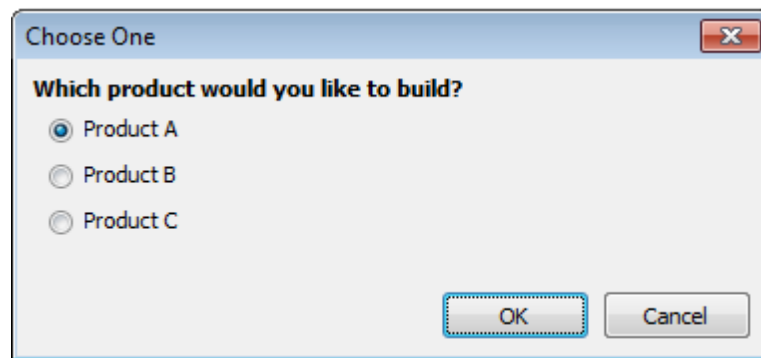 Choose One
Which product would you like to build?
Product A
Product B
Product C
OK Cancel